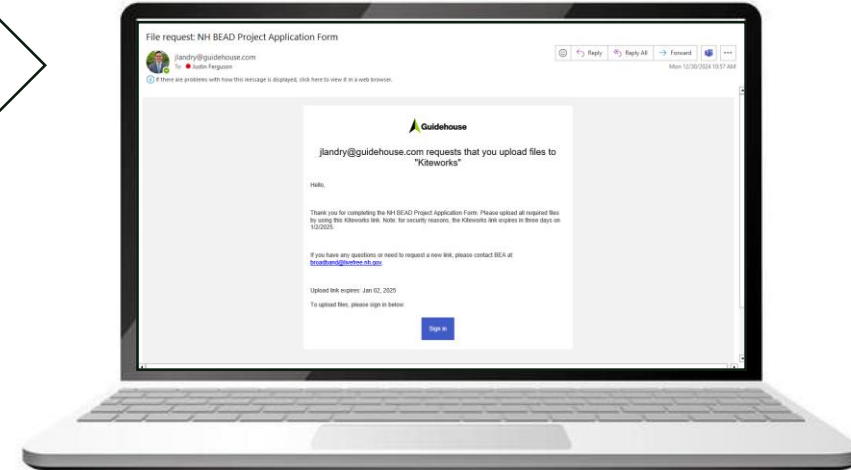 File request: NH BEAD Project Application Form
jlandry@guidehouse.com
To Justin Ferguson
Reply
Reply All
Forward
Mon 12/30/2024 10:57 AM
If there are problems with how this message is displayed, click here to view it in a web browser.
Guidehouse
jlandry@guidehouse.com requests that you upload files to
"Kiteworks"
Hello,
Thank you for completing the NH BEAD Project Application Form. Please upload all required files
by using this Kiteworks link. Note: for security reasons, the Kiteworks link expires in three days on
1/2/2025.
If you have any questions or need to request a new link, please contact BEA at
broadband@livefree.nh.gov.
Upload link expires: Jan 02, 2025
To upload files, please sign in below:
Sign in